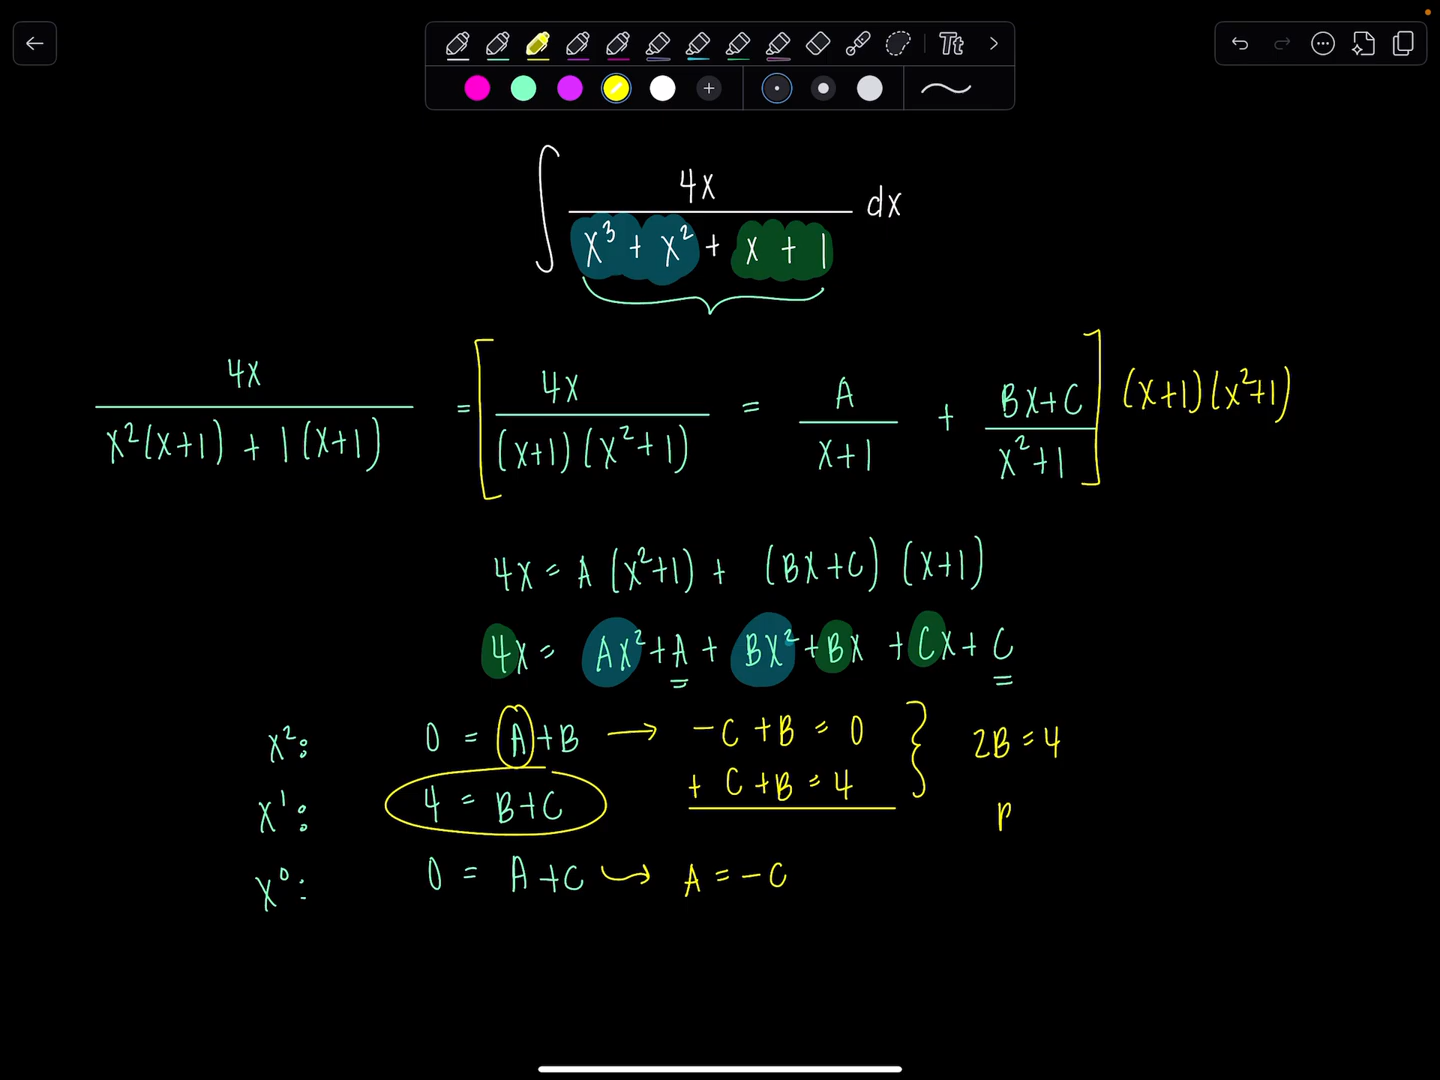 Tt
∫ 4x / (x³ + x² + x + 1) dx
4x / (x²(x+1) + 1(x+1)) = [ 4x / ((x+1)(x²+1)) = A / (x+1) + (Bx+C) / (x²+1) ] (x+1)(x²+1)
4x = A(x²+1) + (Bx+C)(x+1)
4x = Ax² + A + Bx² + Bx + Cx + C
x²: 0 = A+B → -C + B = 0 } 2B = 4
x¹: 4 = B+C + C + B = 4
x⁰: 0 = A+C → A = -C